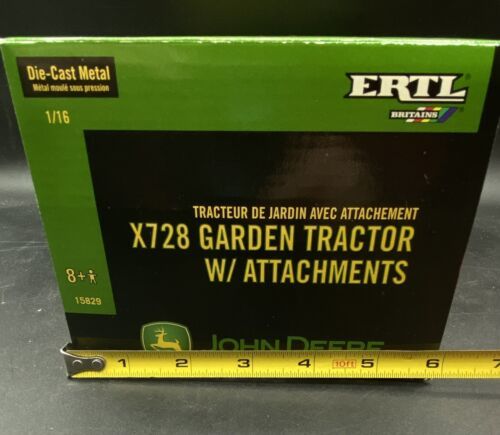 Die-Cast Metal
Métal moulé sous pression
1/16
ERTL®
BRITAINS
TRACTEUR DE JARDIN AVEC ATTACHEMENT
X728 GARDEN TRACTOR
W/ ATTACHMENTS
8+
15829
JOHN DEERE
1 2 3 4 10ft 5 6 7